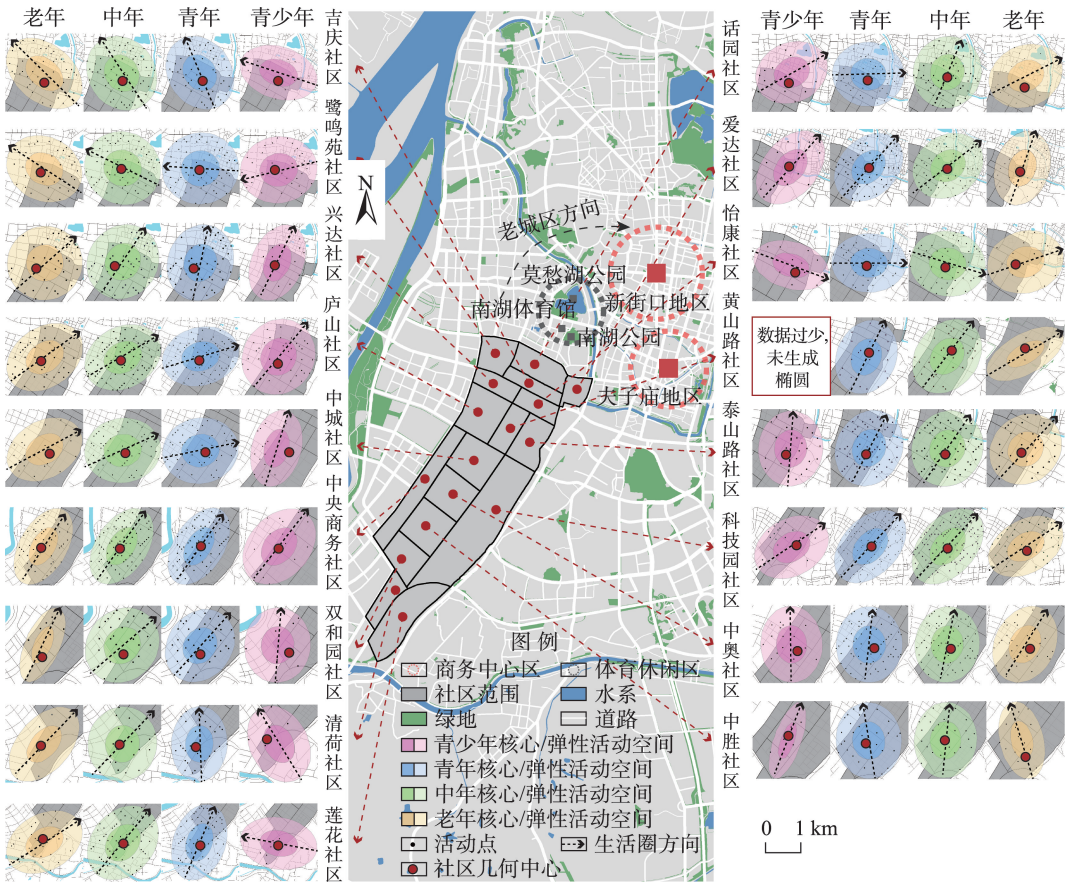 老年 中年 青年 青少年
吉庆社区
鹭鸣苑社区
兴达社区
庐山社区
中城社区
中央商务社区
双和园社区
清荷社区
莲花社区
N
老城区方向
莫愁湖公园
新街口地区
南湖体育馆
南湖公园
夫子庙地区
图例
商务中心区
体育休闲区
社区范围
水系
绿地
道路
青少年核心/弹性活动空间
青年核心/弹性活动空间
中年核心/弹性活动空间
老年核心/弹性活动空间
活动点
生活圈方向
社区几何中心
青少年 青年 中年 老年
话园社区
爱达社区
怡康社区
黄山路社区
泰山路社区
科技园社区
中奥社区
中胜社区
数据过少,
未生成
椭圆
0 1 km